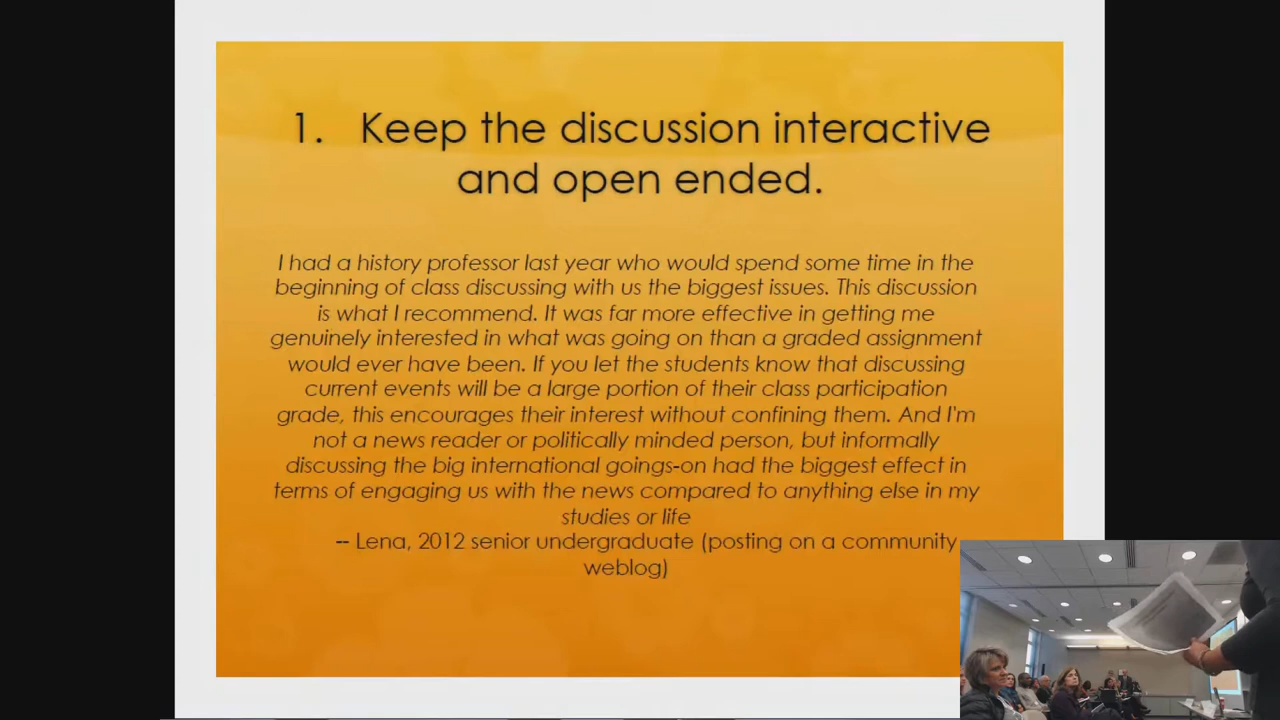 1. Keep the discussion interactive
and open ended.
I had a history professor last year who would spend some time in the
beginning of class discussing with us the biggest issues. This discussion
is what I recommend. It was far more effective in getting me
genuinely interested in what was going on than a graded assignment
would ever have been. If you let the students know that discussing
current events will be a large portion of their class participation
grade, this encourages their interest without confining them. And I'm
not a news reader or politically minded person, but informally
discussing the big international goings-on had the biggest effect in
terms of engaging us with the news compared to anything else in my
studies or life
-- Lena, 2012 senior undergraduate (posting on a community
weblog)